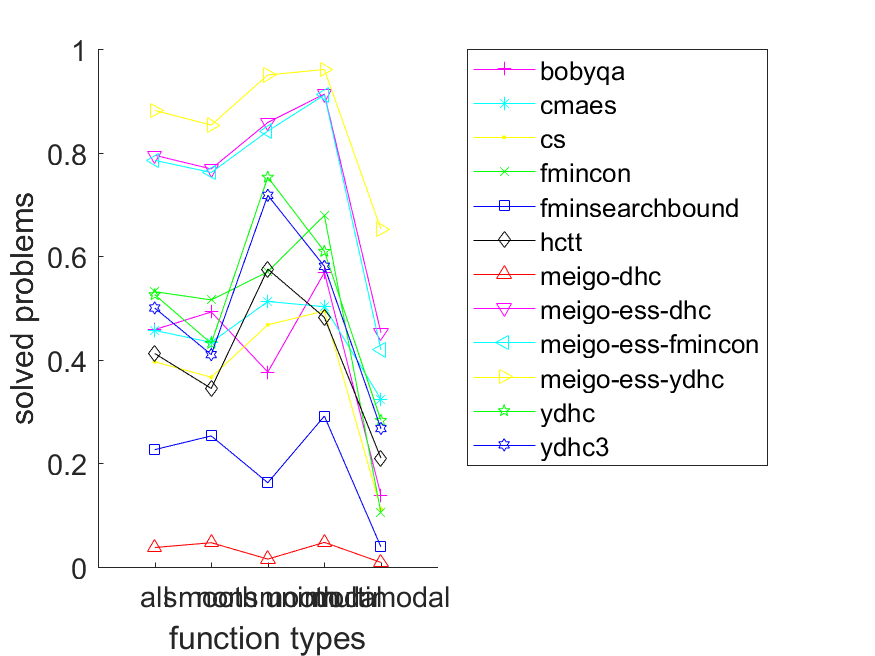 1
0.8
0.6
0.4
0.2
0
solved problems
all
function types
bobyqa
cmaes
cs
fmincon
fminsearchbound
hctt
meigo-dhc
meigo-ess-dhc
meigo-ess-fmincon
meigo-ess-ydhc
ydhc
ydhc3